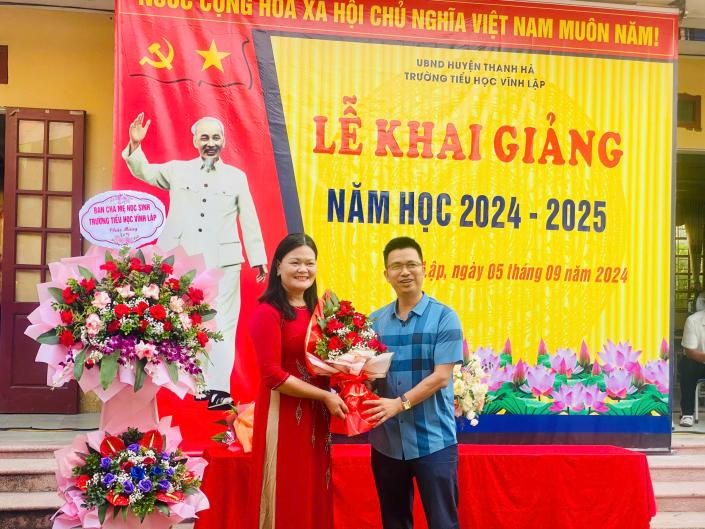 NƯỚC CỘNG HÒA XÃ HỘI CHỦ NGHĨA VIỆT NAM MUÔN NĂM!
UBND HUYỆN THANH HÀ
TRƯỜNG TIỂU HỌC VĨNH LẬP
LỄ KHAI GIẢNG
NĂM HỌC 2024 - 2025
Lập, ngày 05 tháng 09 năm 2024
BAN CHA MẸ HỌC SINH
TRƯỜNG TIỂU HỌC VĨNH LẬP
Chúc Mừng